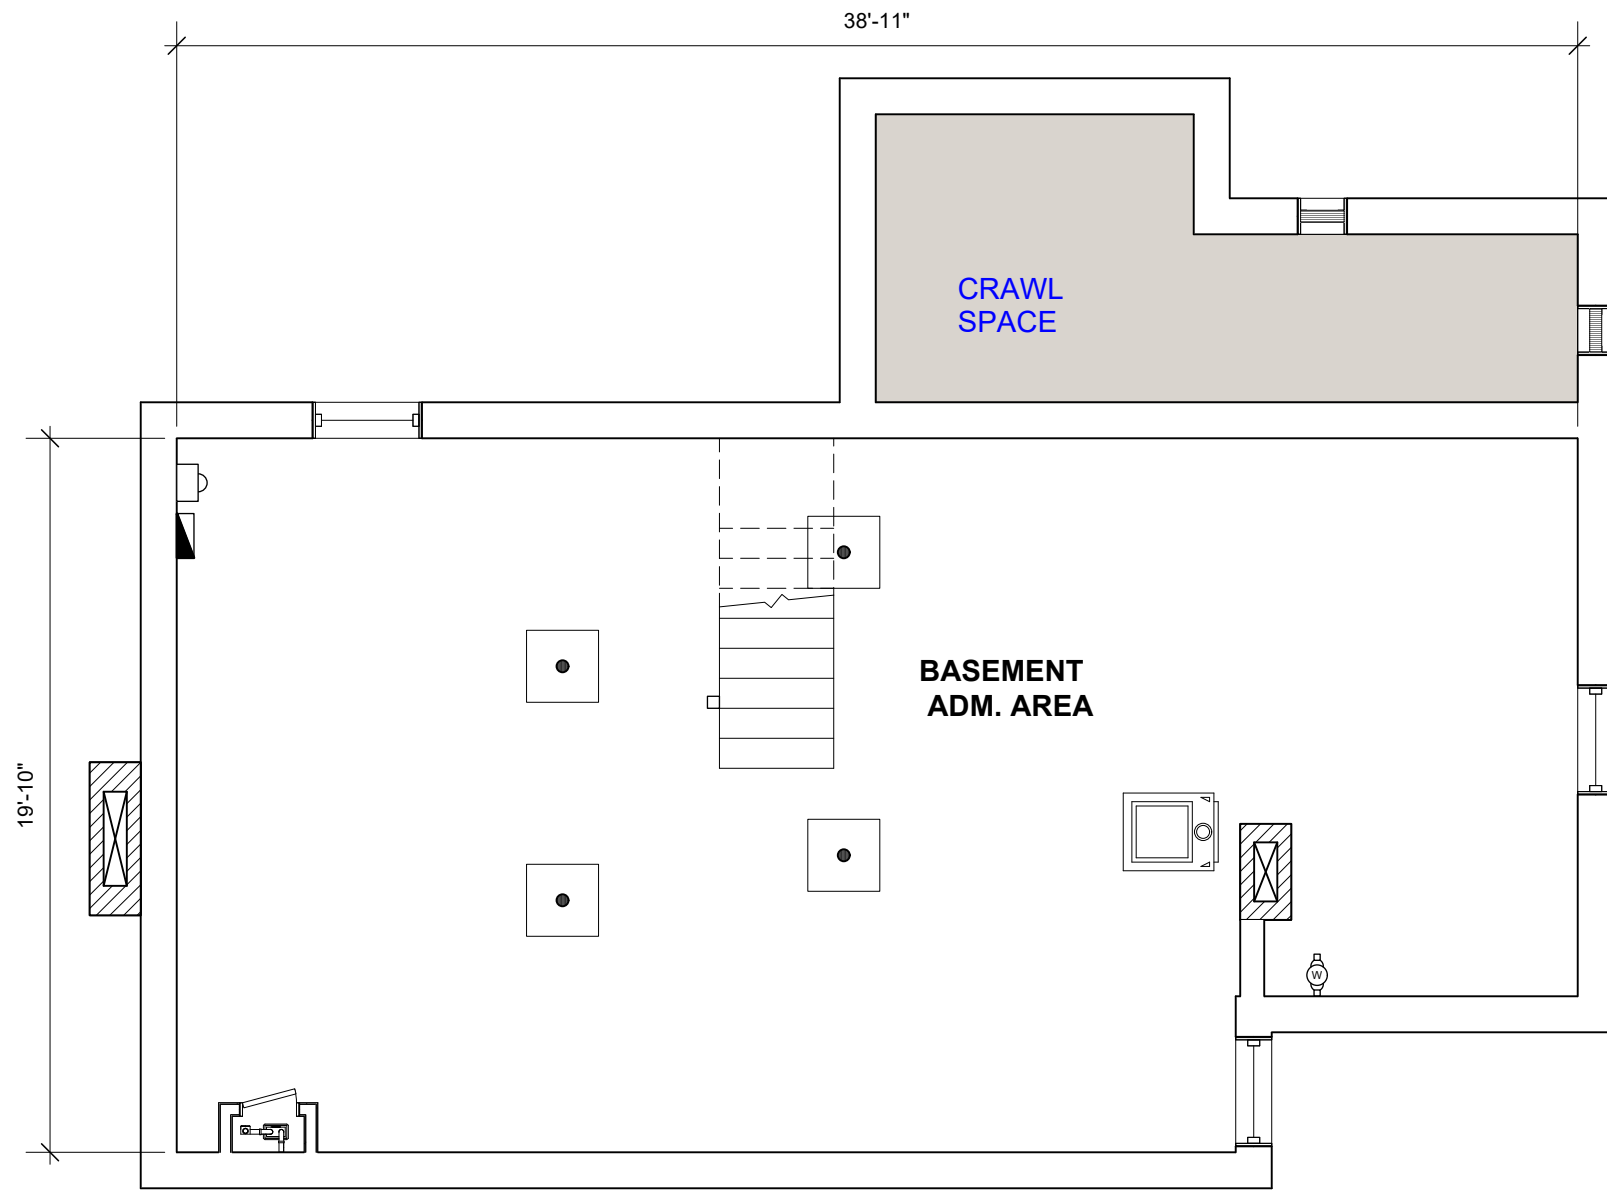 38'-11"
CRAWL
SPACE
BASEMENT
ADM. AREA
19'-10"
W